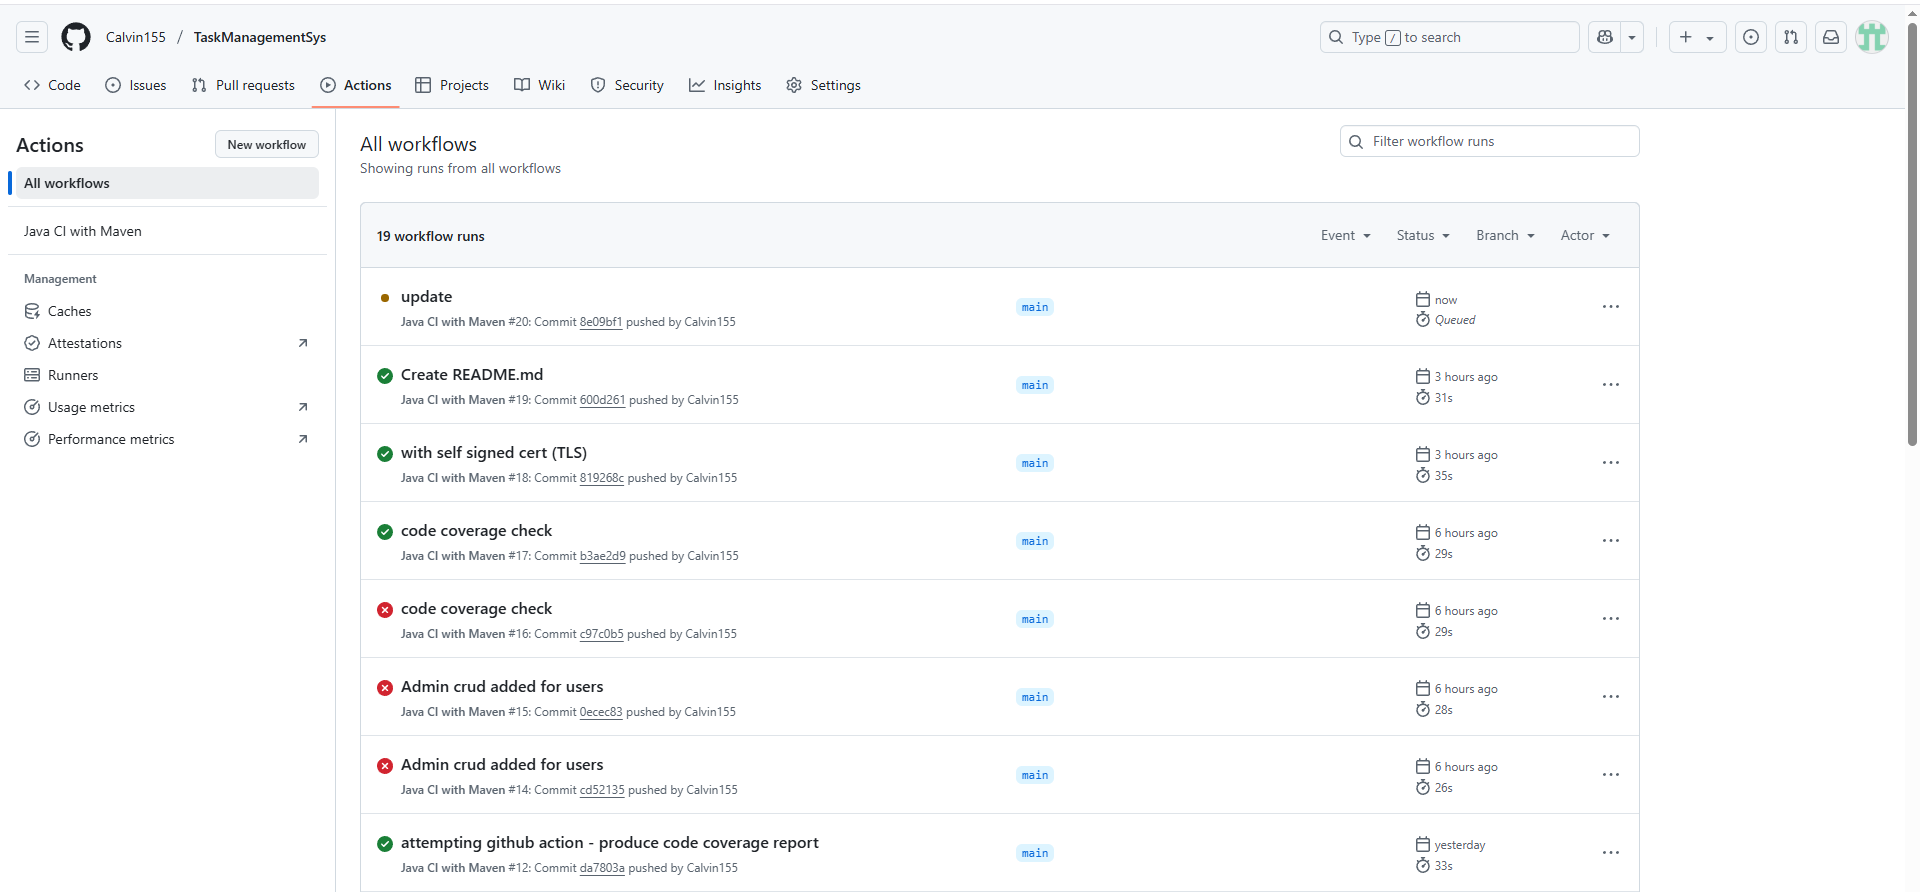 Calvin155 / TaskManagementSys
Type / to search
Code
Issues
Pull requests
Actions
Projects
Wiki
Security
Insights
Settings
Actions
New workflow
All workflows
Java CI with Maven
Management
Caches
Attestations
Runners
Usage metrics
Performance metrics
All workflows
Showing runs from all workflows
Filter workflow runs
19 workflow runs
Event
Status
Branch
Actor
update
Java CI with Maven #20: Commit 8e09bf1 pushed by Calvin155
main
now
Queued
Create README.md
Java CI with Maven #19: Commit 600d261 pushed by Calvin155
main
3 hours ago
31s
with self signed cert (TLS)
Java CI with Maven #18: Commit 819268c pushed by Calvin155
main
3 hours ago
35s
code coverage check
Java CI with Maven #17: Commit b3ae2d9 pushed by Calvin155
main
6 hours ago
29s
code coverage check
Java CI with Maven #16: Commit c97c0b5 pushed by Calvin155
main
6 hours ago
29s
Admin crud added for users
Java CI with Maven #15: Commit 0ecec83 pushed by Calvin155
main
6 hours ago
28s
Admin crud added for users
Java CI with Maven #14: Commit cd52135 pushed by Calvin155
main
6 hours ago
26s
attempting github action - produce code coverage report
Java CI with Maven #12: Commit da7803a pushed by Calvin155
main
yesterday
33s